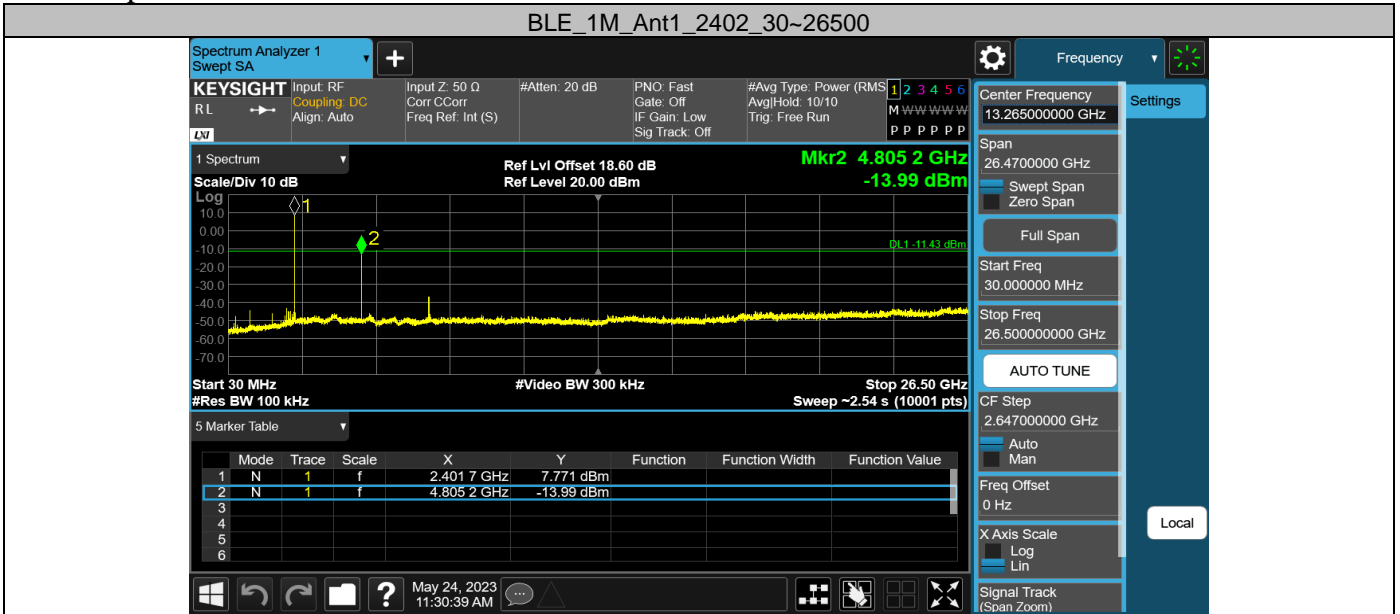 BLE_1M_Ant1_2402_30~26500
Spectrum Analyzer 1
Swept SA
+
Frequency
KEYSIGHT
RL
LXI
Input: RF
Coupling: DC
Align: Auto
Input Z: 50 Ω
Corr CCorr
Freq Ref: Int (S)
#Atten: 20 dB
PNO: Fast
Gate: Off
IF Gain: Low
Sig Track: Off
#Avg Type: Power (RMS
Avg|Hold: 10/10
Trig: Free Run
1 2 3 4 5 6
M W W W W W
P P P P P P
1 Spectrum
Scale/Div 10 dB
Ref Lvl Offset 18.60 dB
Ref Level 20.00 dBm
Mkr2 4.805 2 GHz
-13.99 dBm
Log
10.0
0.00
-10.0
-20.0
-30.0
-40.0
-50.0
-60.0
-70.0
1
2
DL1 -11.43 dBm
Start 30 MHz
#Res BW 100 kHz
#Video BW 300 kHz
Stop 26.50 GHz
Sweep ~2.54 s (10001 pts)
5 Marker Table
Mode Trace Scale X Y Function Function Width Function Value
1 N 1 f 2.401 7 GHz 7.771 dBm
2 N 1 f 4.805 2 GHz -13.99 dBm
3
4
5
6
Center Frequency
13.265000000 GHz
Settings
Span
26.4700000 GHz
Swept Span
Zero Span
Full Span
Start Freq
30.000000 MHz
Stop Freq
26.500000000 GHz
AUTO TUNE
CF Step
2.647000000 GHz
Auto
Man
Freq Offset
0 Hz
Local
X Axis Scale
Log
Lin
Signal Track
(Span Zoom)
?
May 24, 2023
11:30:39 AM